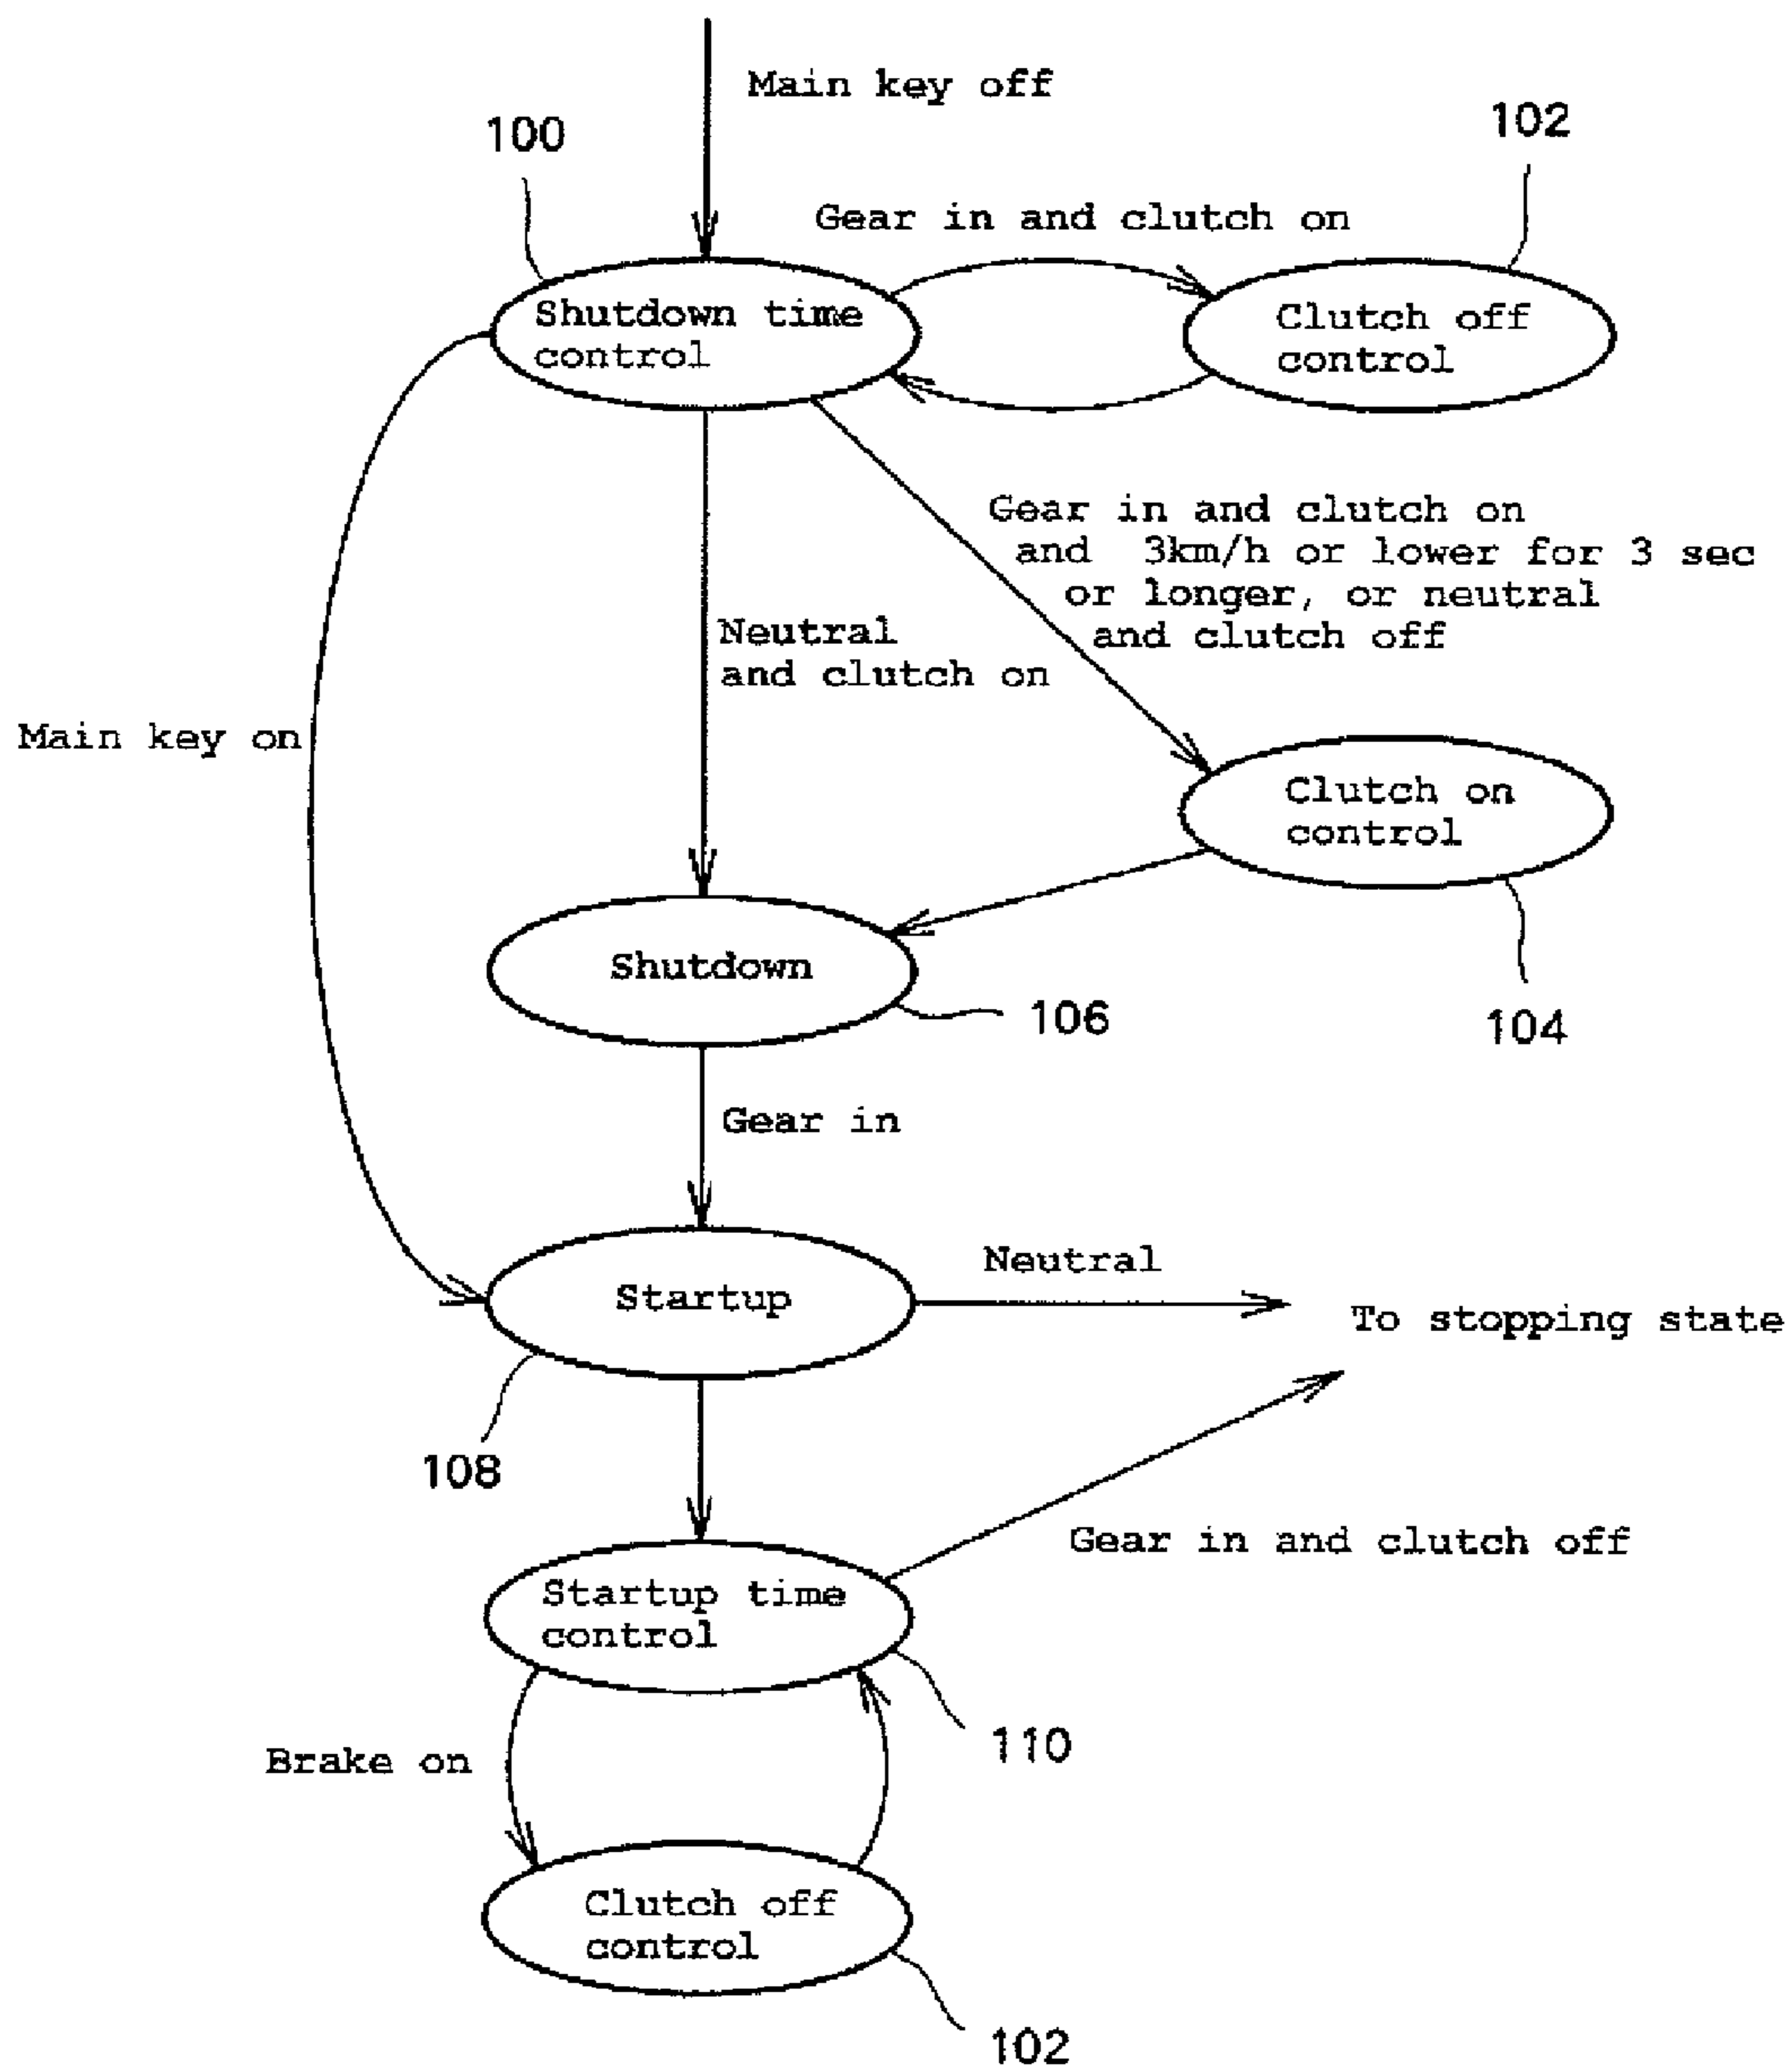 Main key off
100
102
Gear in and clutch on
Shutdown time
control
Clutch off
control
Gear in and clutch on
and 3km/h or lower for 3 sec
or longer, or neutral
and clutch off
Neutral
and clutch on
Main key on
Clutch on
control
Shutdown
106
104
Gear in
Neutral
Startup
To stopping state
108
Gear in and clutch off
Startup time
control
110
Brake on
Clutch off
control
102